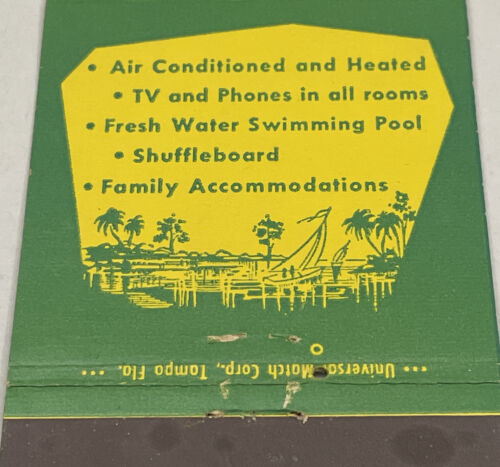 • Air Conditioned and Heated
• TV and Phones in all rooms
• Fresh Water Swimming Pool
• Shuffleboard
• Family Accommodations
••• Universal Match Corp., Tampa Fla. •••